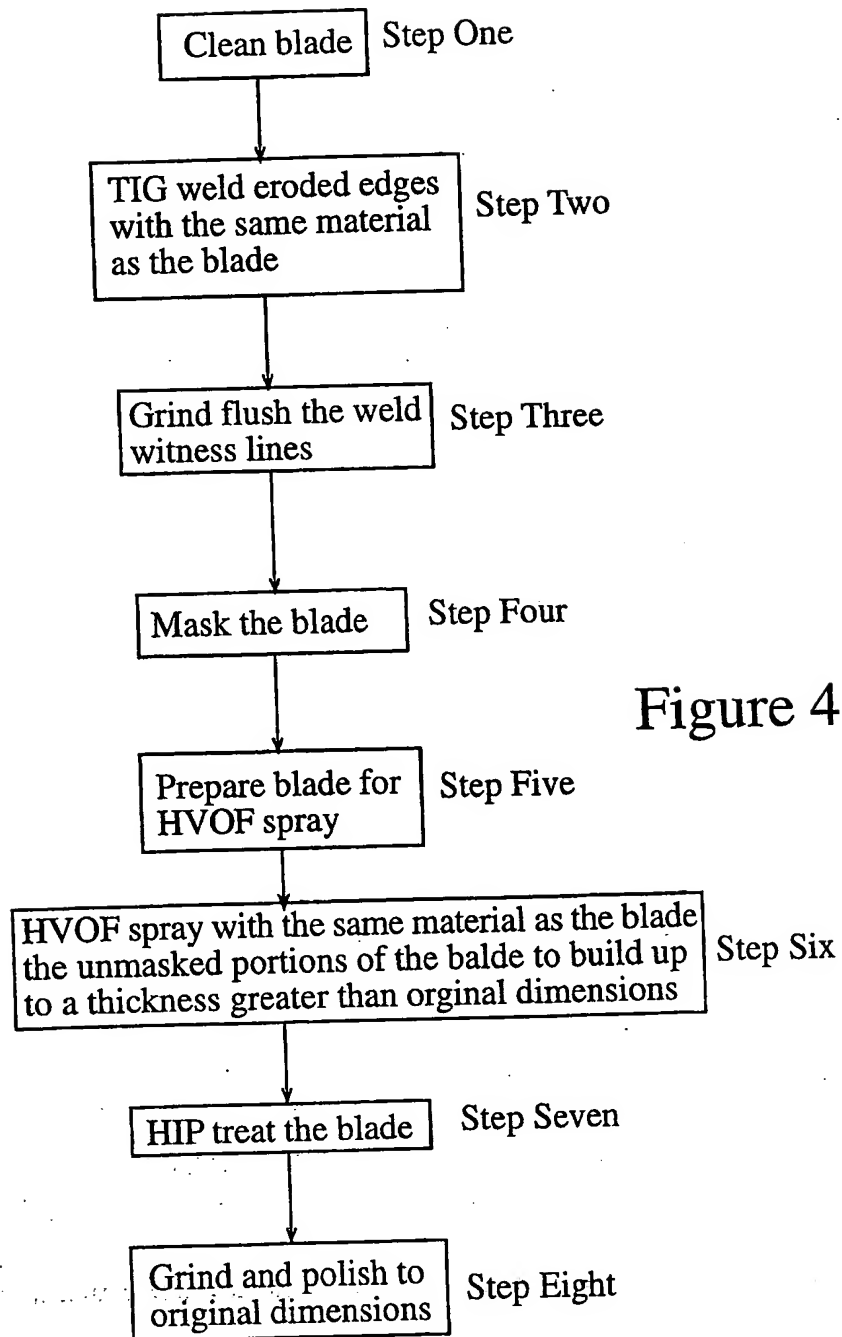 Clean blade
Step One
TIG weld eroded edges
with the same material
as the blade
Step Two
Grind flush the weld
witness lines
Step Three
Mask the blade
Step Four
Figure 4
Prepare blade for
HVOF spray
Step Five
HVOF spray with the same material as the blade
the unmasked portions of the balde to build up
to a thickness greater than orginal dimensions
Step Six
HIP treat the blade
Step Seven
Grind and polish to
original dimensions
Step Eight